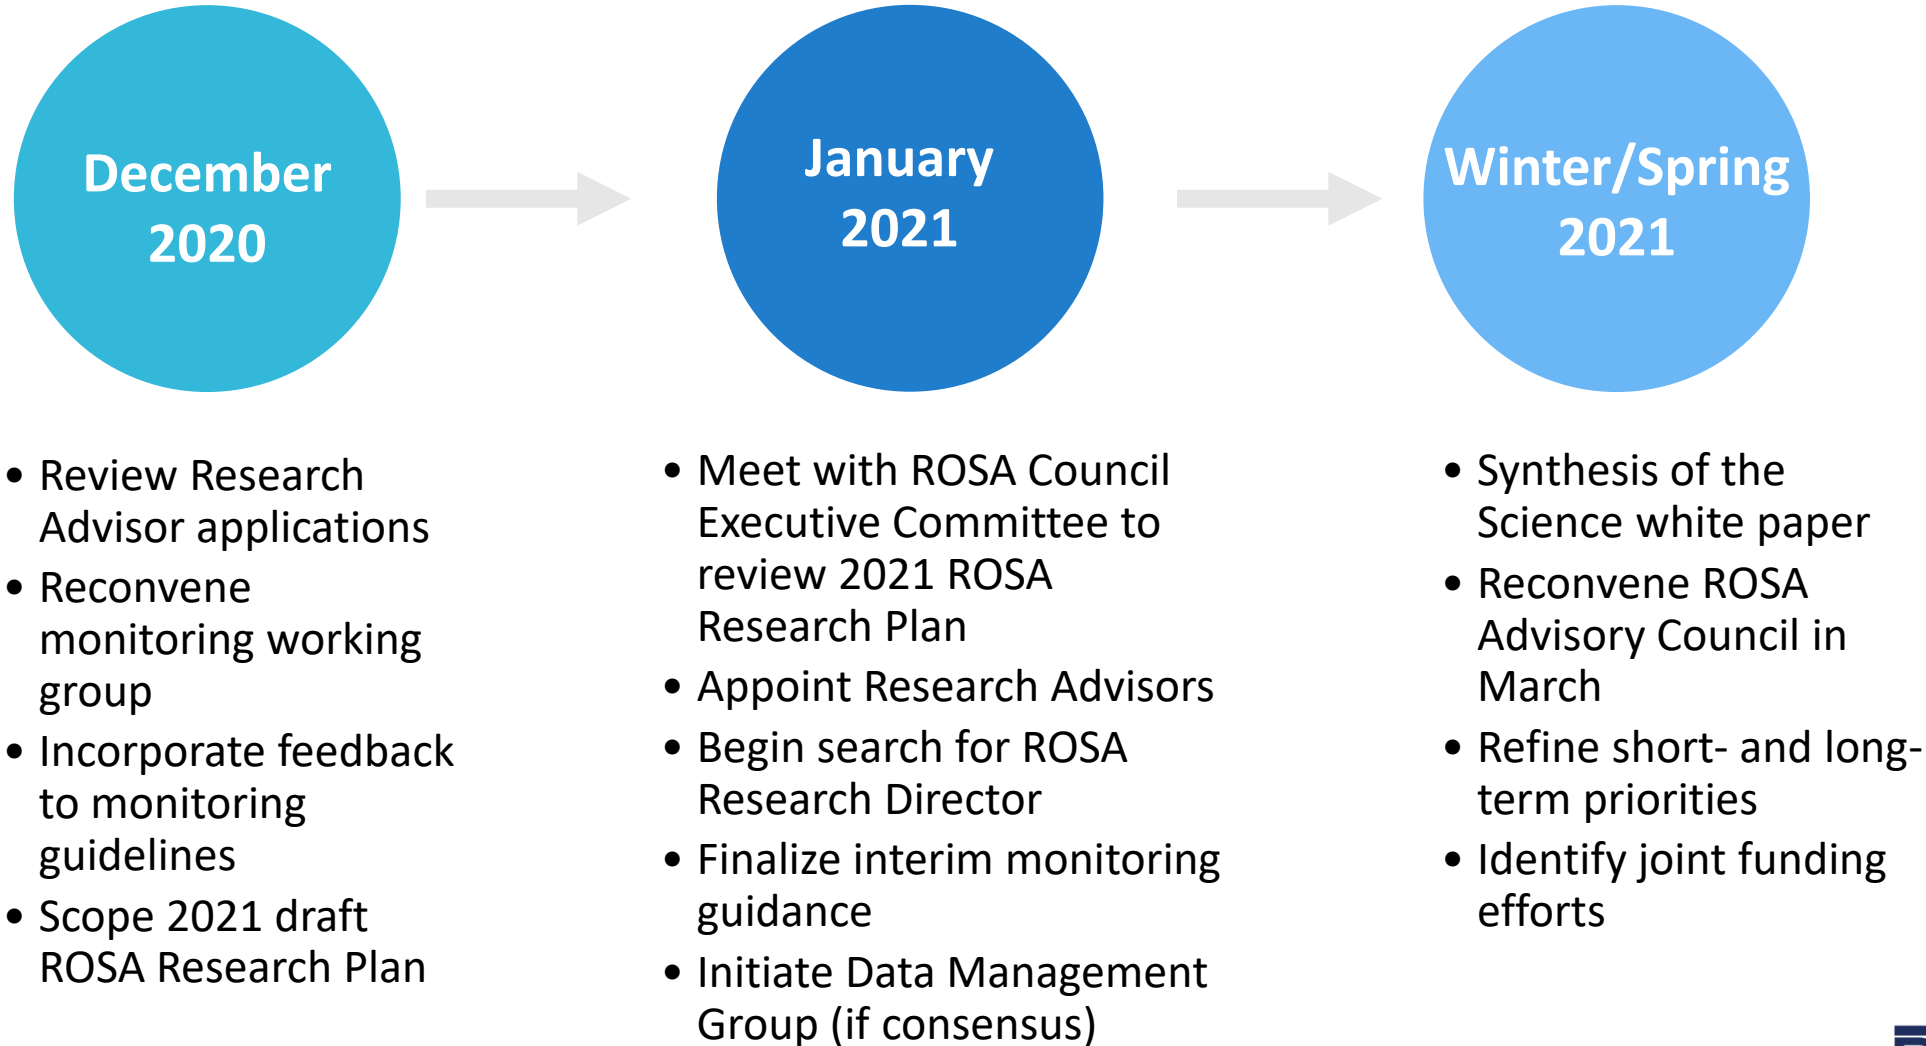 December
2020
January
2021
Winter/Spring
2021
• Review Research
Advisor applications
• Reconvene
monitoring working
group
• Incorporate feedback
to monitoring
guidelines
• Scope 2021 draft
ROSA Research Plan
• Meet with ROSA Council
Executive Committee to
review 2021 ROSA
Research Plan
• Appoint Research Advisors
• Begin search for ROSA
Research Director
• Finalize interim monitoring
guidance
• Initiate Data Management
Group (if consensus)
• Synthesis of the
Science white paper
• Reconvene ROSA
Advisory Council in
March
• Refine short- and long-
term priorities
• Identify joint funding
efforts